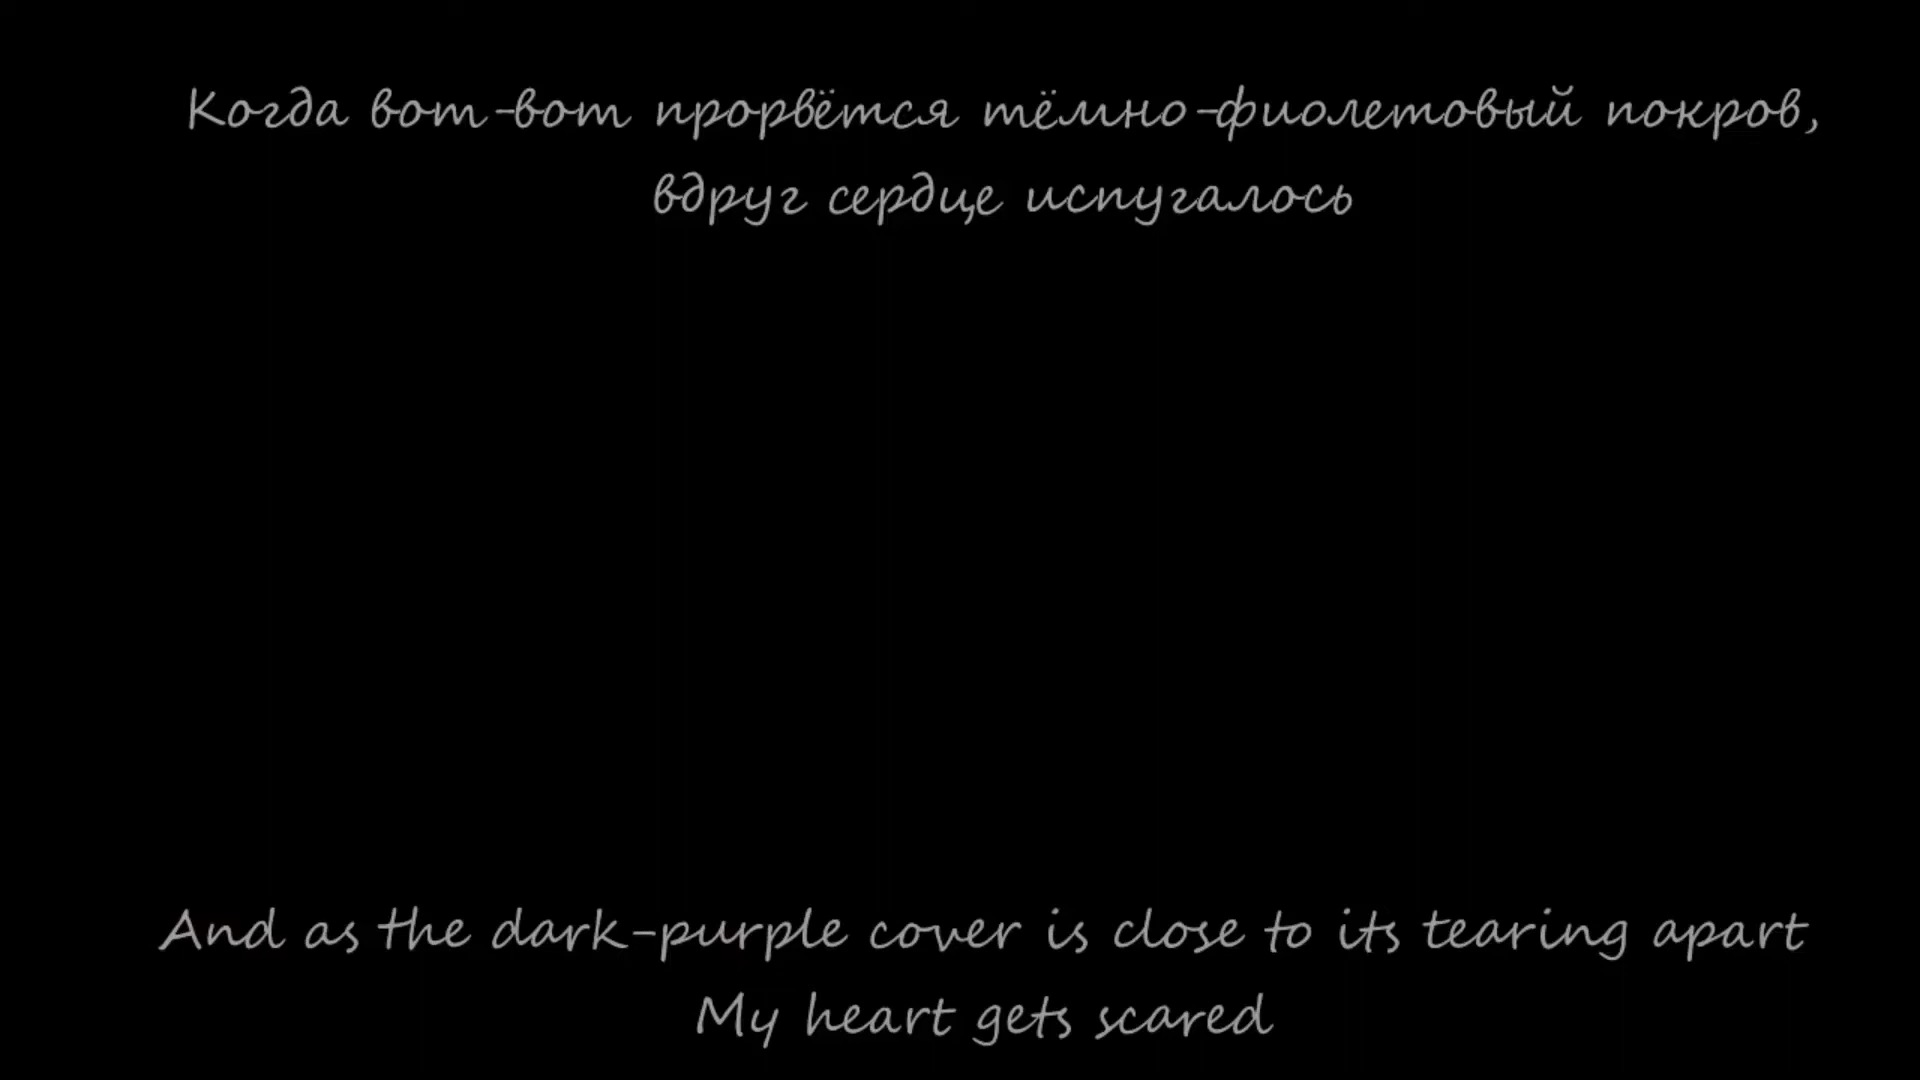 Когда вот-вот прорвётся тёмно-фиолетовый покров,
вдруг сердце испугалось
And as the dark-purple cover is close to its tearing apart
My heart gets scared